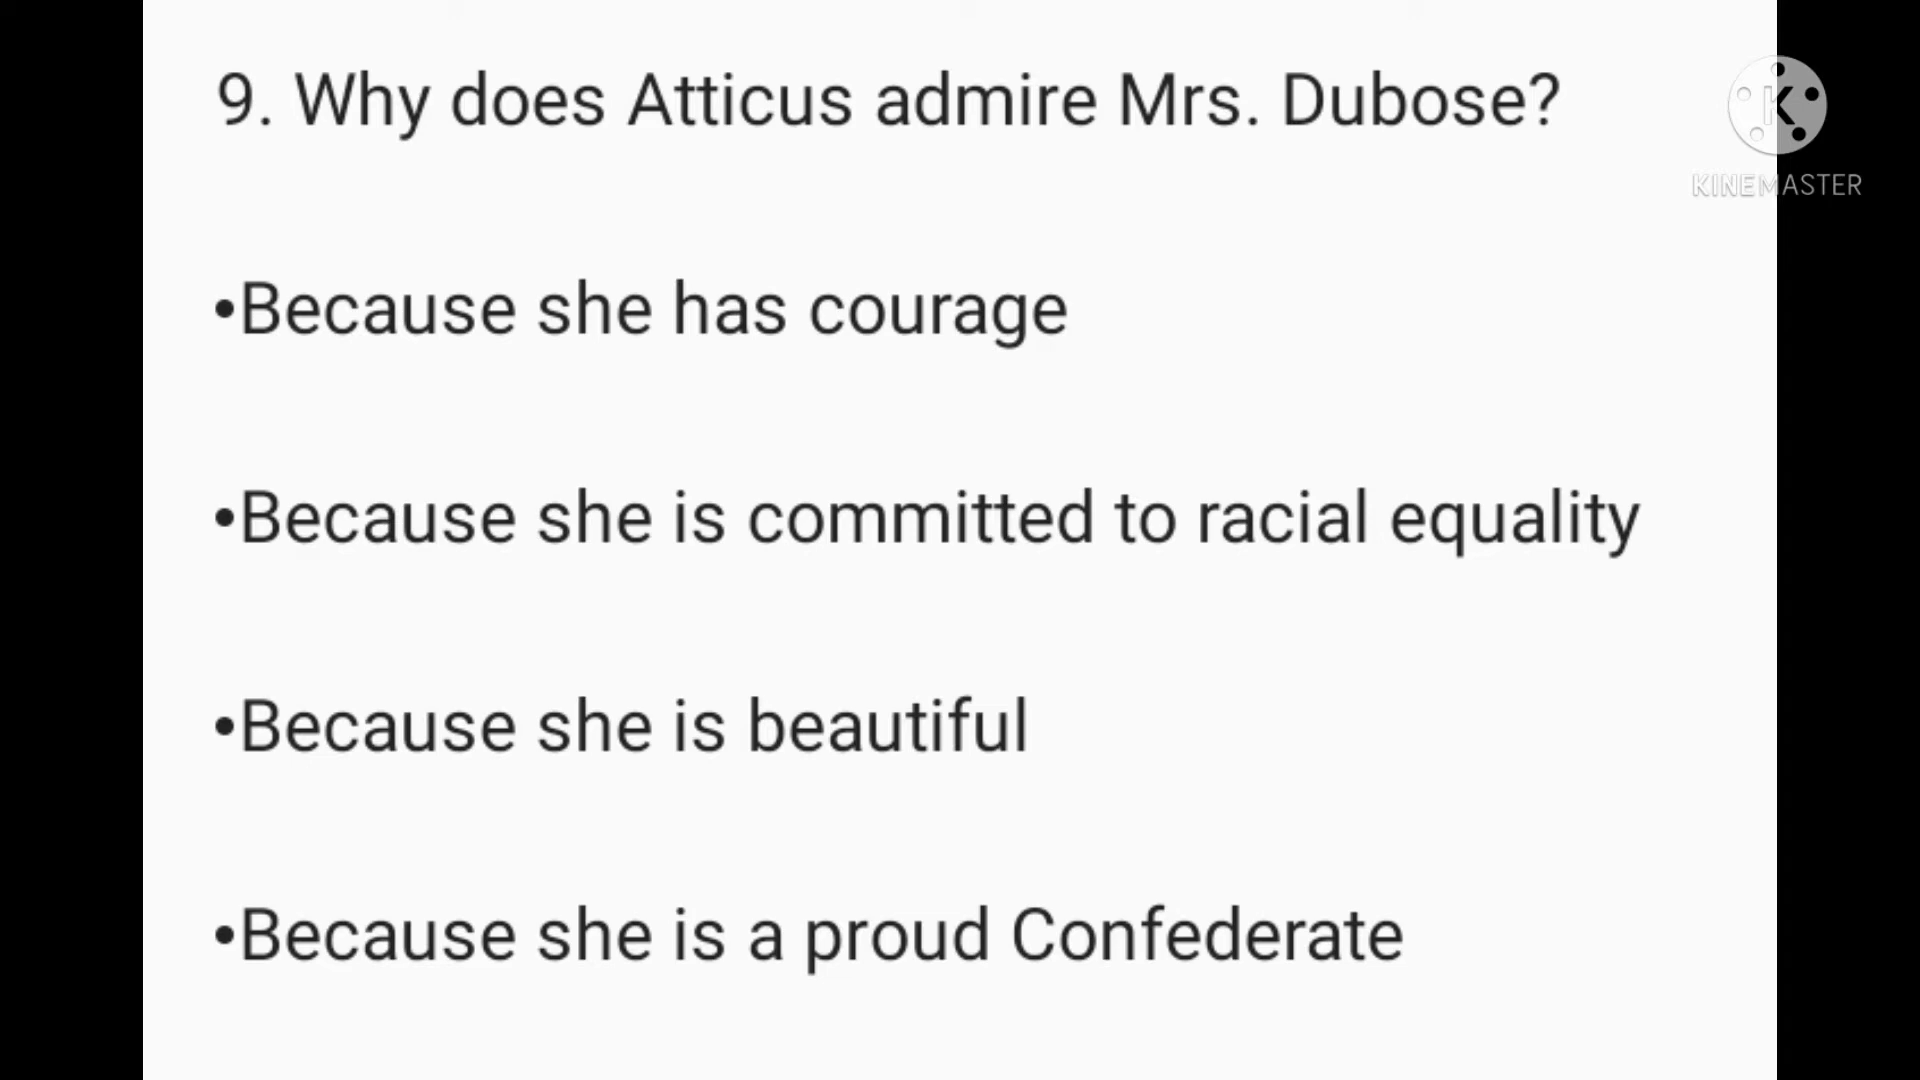 9. Why does Atticus admire Mrs. Dubose?
K
KINEMASTER
•Because she has courage
•Because she is committed to racial equality
•Because she is beautiful
•Because she is a proud Confederate